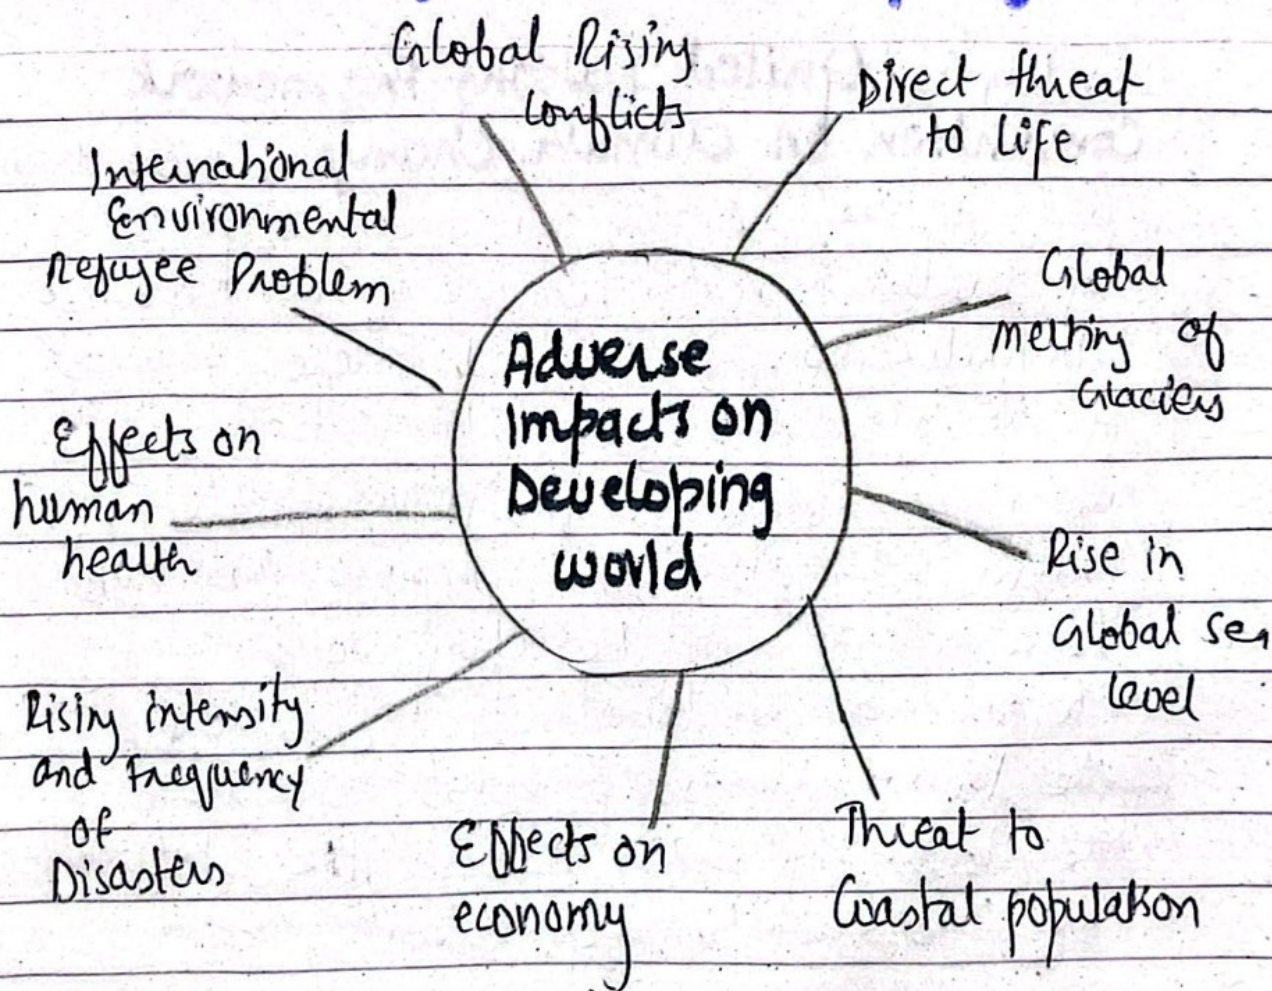 Global Rising
Conflicts
Direct threat
to Life
International
Environmental
Refugee Problem
Global
melting of
Glaciers
Adverse
Impacts on
Developing
world
Effects on
human
health
Rise in
Global sea
level
Rising intensity
and Frequency
of
Disasters
Effects on
economy
Threat to
Coastal population